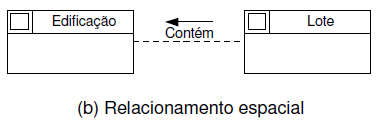 Edificação
Lote
Contém
(b) Relacionamento espacial